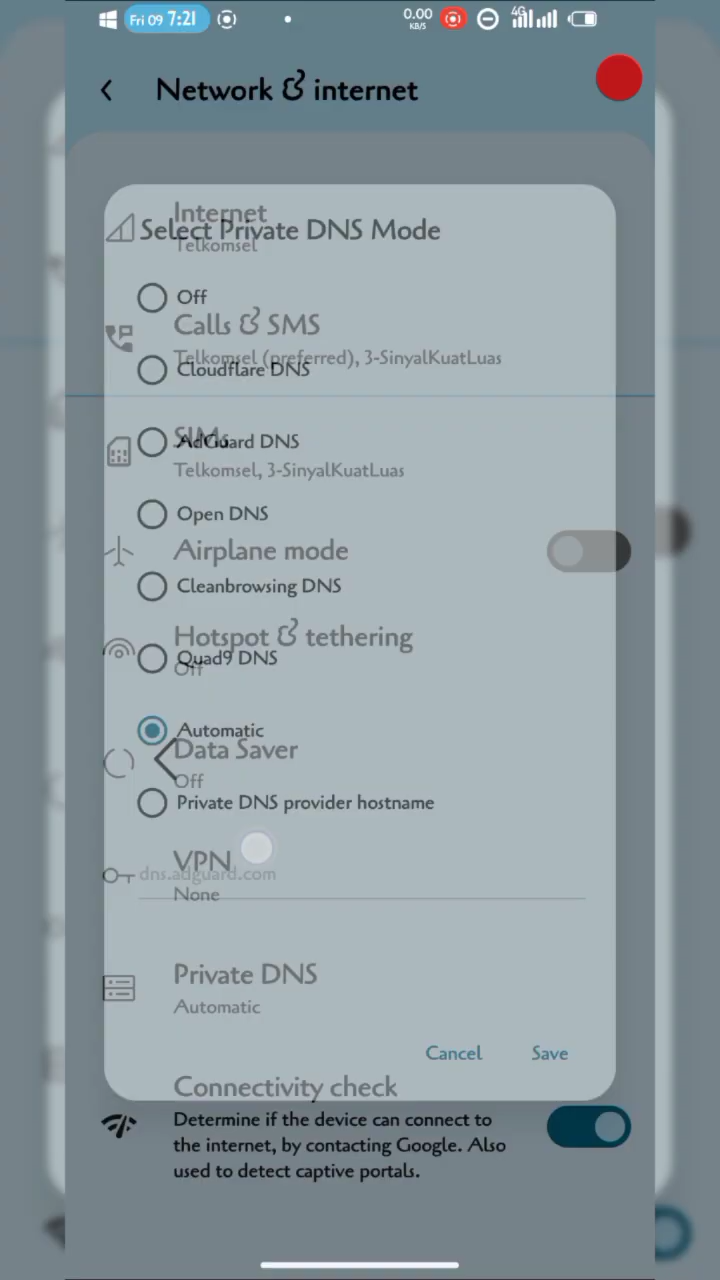 Fri 09 7:21
0.00
KB/S
4G
Network & internet
Internet
Select Private DNS Mode
Telkomsel
Off
Calls & SMS
Telkomsel (preferred), 3-SinyalKuatLuas
Cloudflare DNS
SIMs
AdGuard DNS
Telkomsel, 3-SinyalKuatLuas
Open DNS
Airplane mode
Cleanbrowsing DNS
Hotspot & tethering
Quad9 DNS
Off
Automatic
Data Saver
Off
Private DNS provider hostname
VPN
dns.adguard.com
None
Private DNS
Automatic
Cancel Save
Connectivity check
Determine if the device can connect to
the internet, by contacting Google. Also
used to detect captive portals.